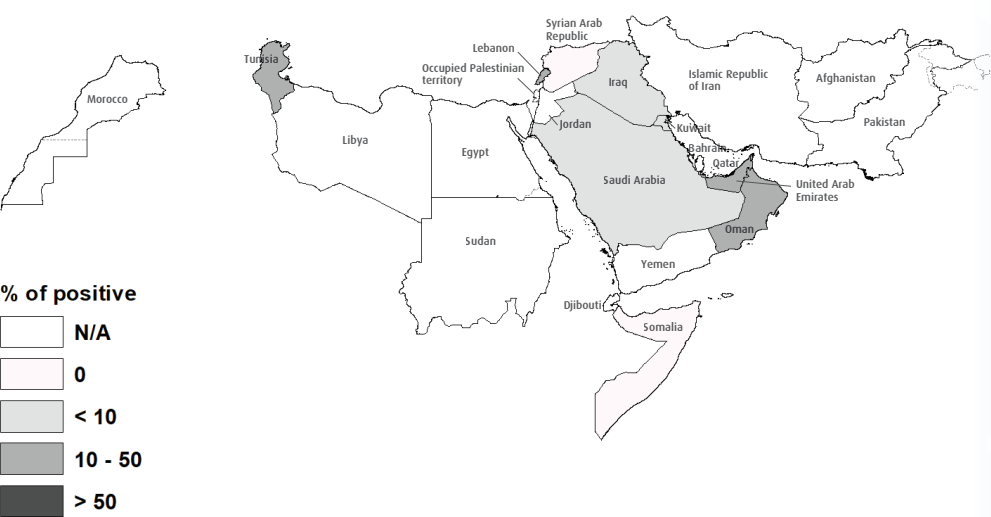 Syrian Arab
Republic
Lebanon
Tunisia
Occupied Palestinian
territory
Islamic Republic
of Iran
Afghanistan
Iraq
Morocco
Pakistan
Jordan
Kuwait
Libya
Egypt
Bahrain
Qatar
Saudi Arabia
United Arab
Emirates
Oman
Sudan
Yemen
Djibouti
Somalia
% of positive
N/A
0
< 10
10 - 50
> 50